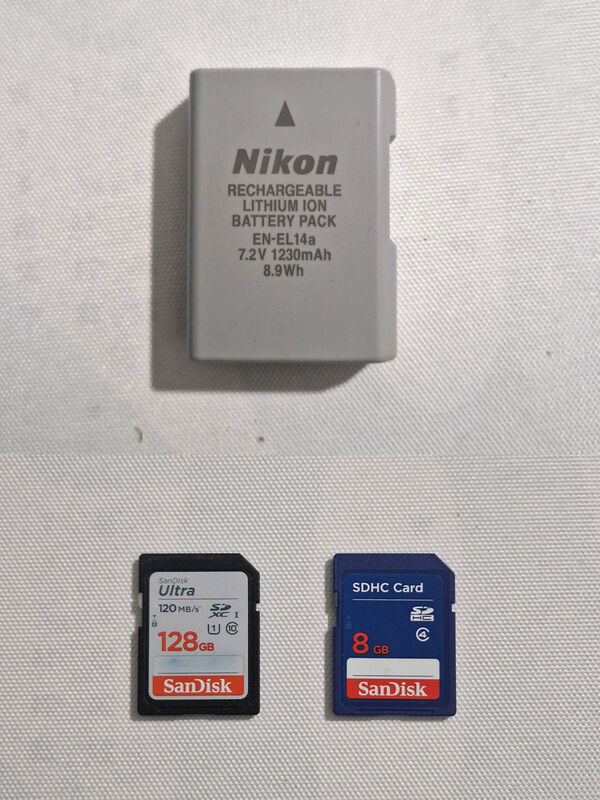 Nikon
RECHARGEABLE
LITHIUM ION
BATTERY PACK
EN-EL14a
7.2V 1230mAh
8.9Wh
SanDisk
Ultra
120 MB/s
SD XC I
1 10
128GB
SanDisk
SDHC Card
SD HC
4
8 GB
SanDisk